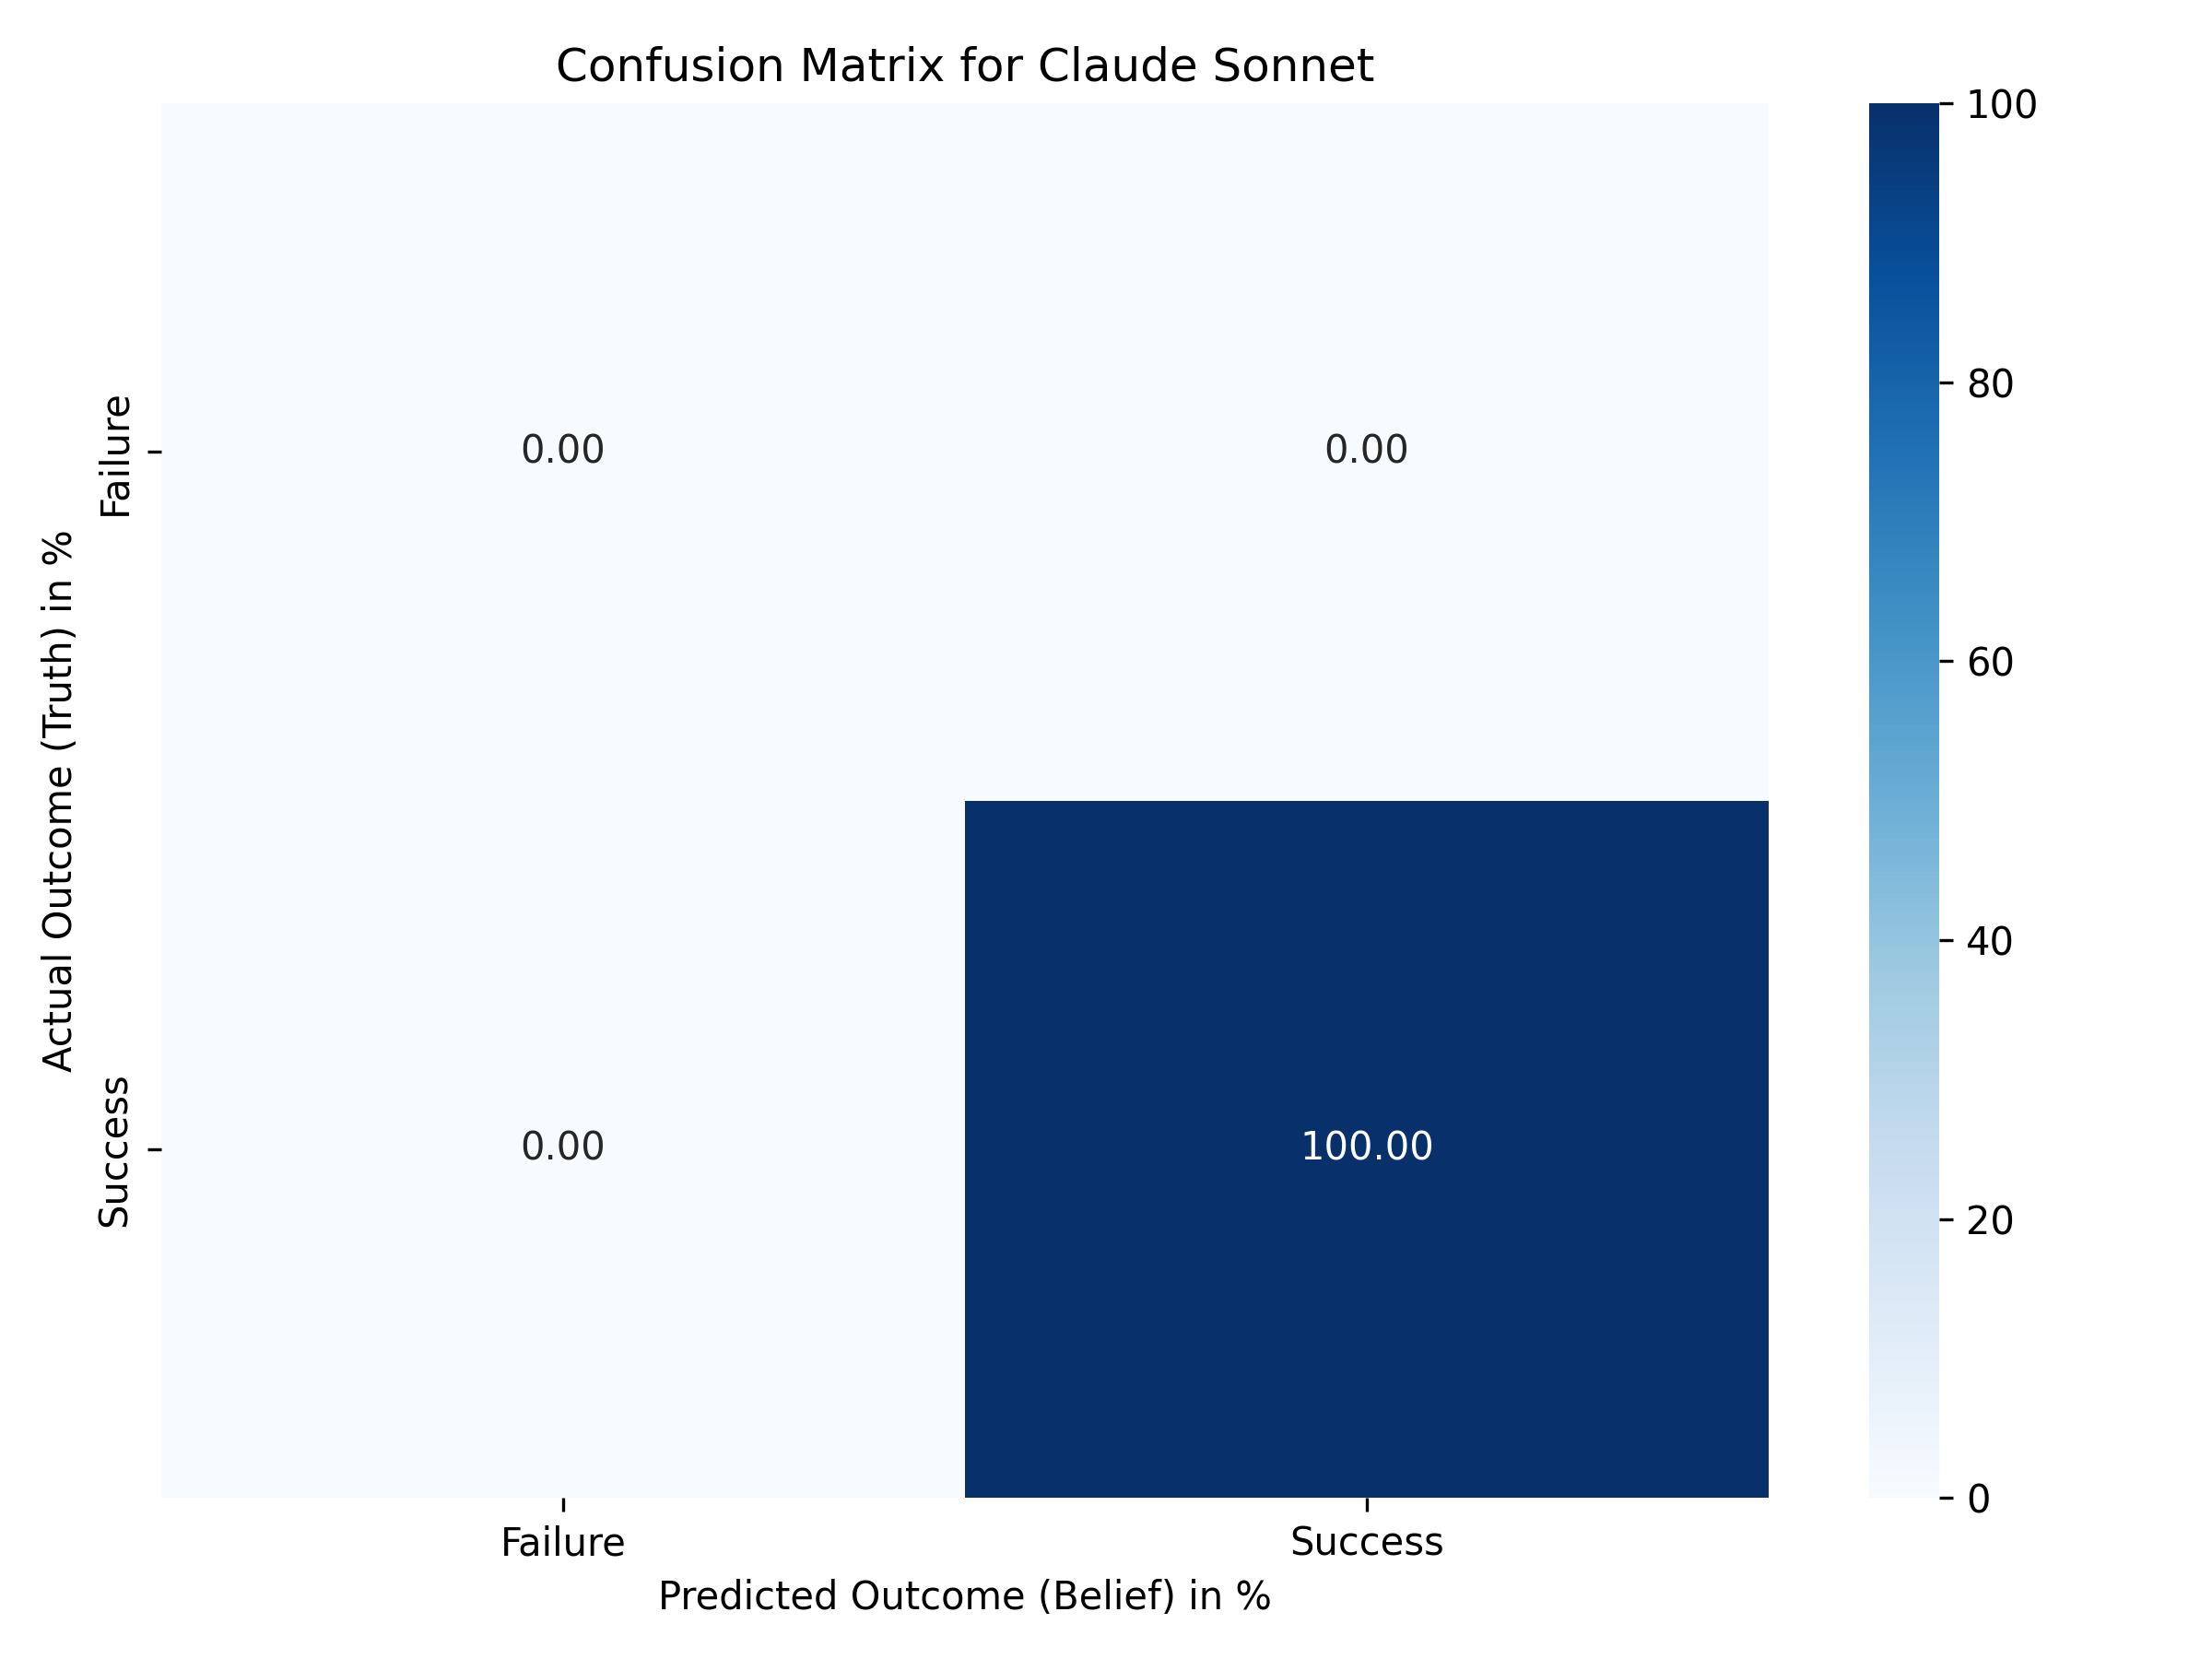 Confusion Matrix for Claude Sonnet
Actual Outcome (Truth) in %
Failure
Success
0.00
0.00
0.00
100.00
Failure
Success
Predicted Outcome (Belief) in %
100
80
60
40
20
0